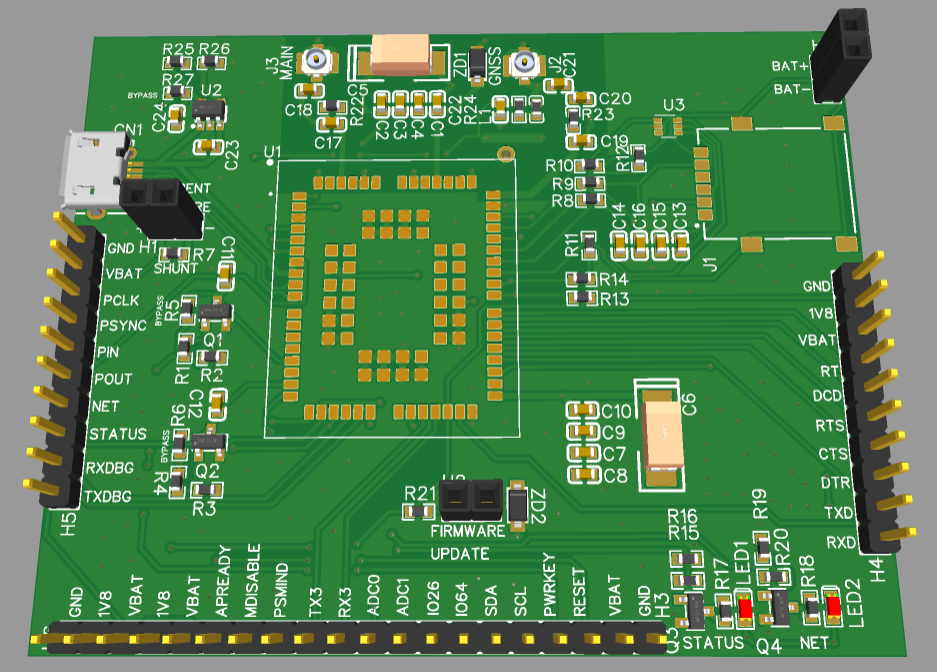 R25 R26
R27
BYPASS
U2
C24
C23
CN1
J3
MAIN
C18
C17
R22
C5
C2
C3
C4
C1
C22
R24
ZD1
GNSS
L1
J2
C21
C20
R23
C19
U3
BAT+
BAT-
U1
R10
R9
R8
R12
R11
C14
C16
C15
C13
J1
R14
R13
H1
R7
SHUNT
C11
BYPASS
R5
Q1
R1
R2
C12
R6
BYPASS
Q2
R4
R3
GND
VBAT
PCLK
PSYNC
PIN
POUT
NET
STATUS
RXDBG
TXDBG
H5
GND
1V8
VBAT
RT
DCD
RTS
CTS
DTR
TXD
RXD
H4
C10
C9
C7
C8
C6
R21
ZD2
FIRMWARE
UPDATE
R16
R15
R19
R20
R17
LED1
R18
LED2
GND
1V8
VBAT
1V8
VBAT
APREADY
MDISABLE
PSMIND
TX3
RX3
ADC0
ADC1
IO26
IO64
SDA
SCL
PWRKEY
RESET
VBAT
GND
H3
Q3
STATUS
Q4
NET